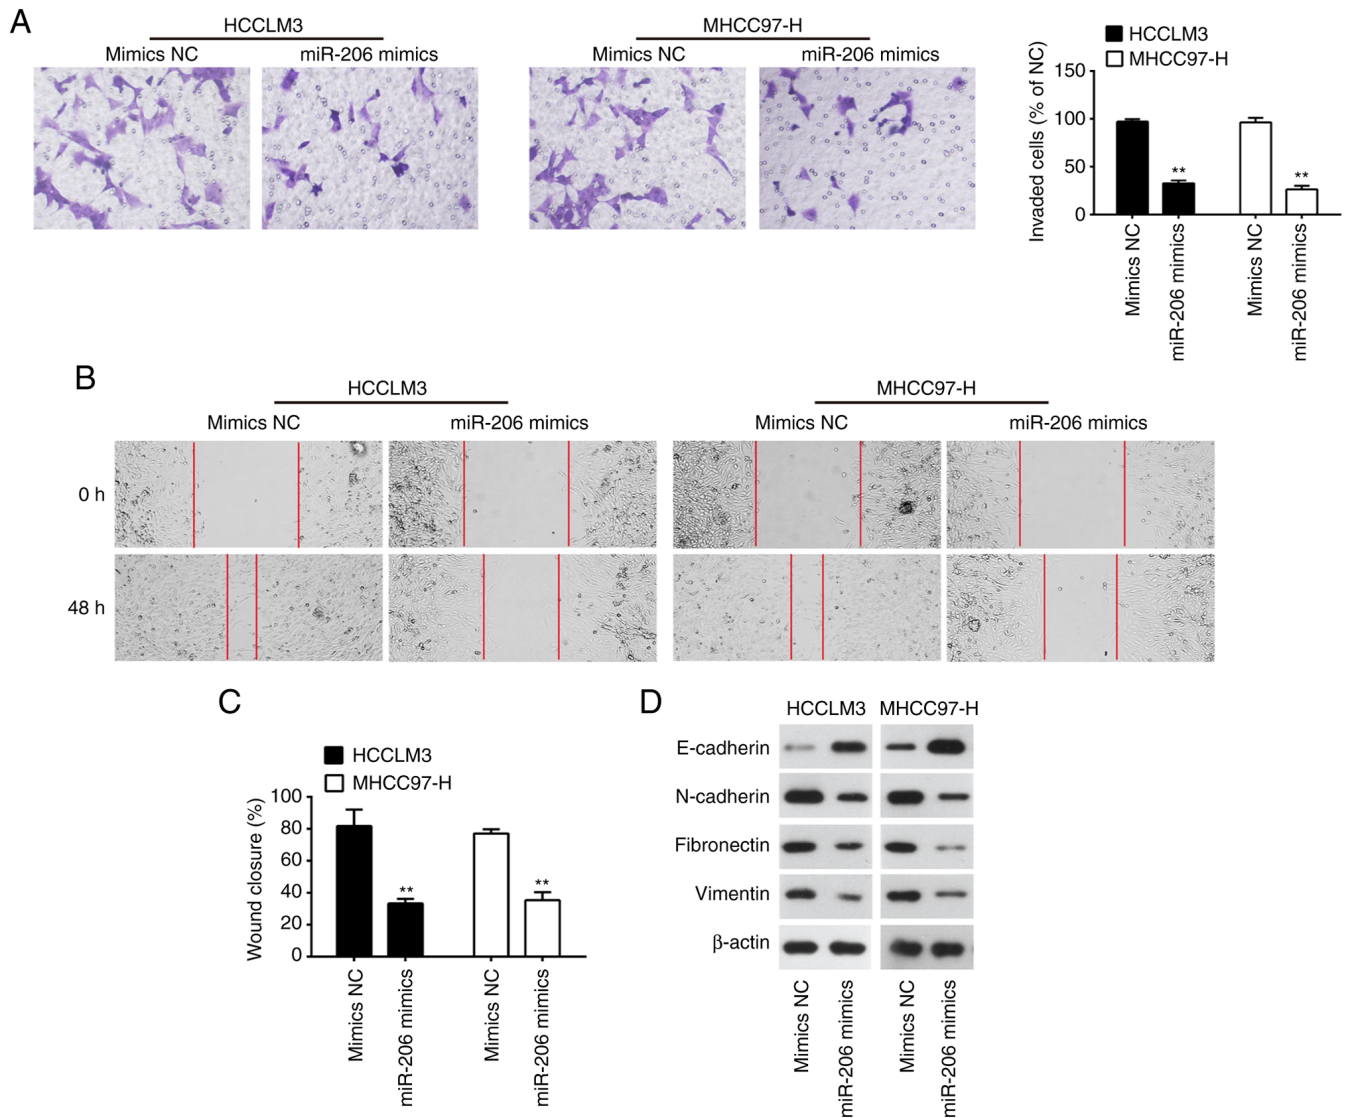 A
HCCLM3
Mimics NC
miR-206 mimics
MHCC97-H
Mimics NC
miR-206 mimics
HCCLM3
MHCC97-H
Invaded cells (% of NC)
150
100
50
0
**
**
Mimics NC
miR-206 mimics
Mimics NC
miR-206 mimics
B
HCCLM3
MHCC97-H
Mimics NC
miR-206 mimics
Mimics NC
miR-206 mimics
0 h
48 h
C
HCCLM3
MHCC97-H
Wound closure (%)
100
80
60
40
20
0
**
**
Mimics NC
miR-206 mimics
Mimics NC
miR-206 mimics
D
HCCLM3
MHCC97-H
E-cadherin
N-cadherin
Fibronectin
Vimentin
β-actin
Mimics NC
miR-206 mimics
Mimics NC
miR-206 mimics